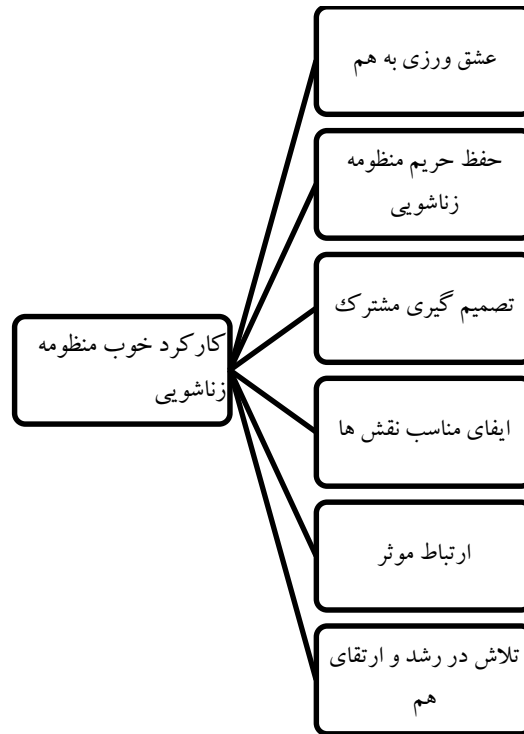 عشق ورزی به هم
حفظ حریم منظومه
زناشویی
تصمیم گیری مشترک
کارکرد خوب منظومه
زناشویی
ایفای مناسب نقش ها
ارتباط موثر
تلاش در رشد و ارتقای
هم